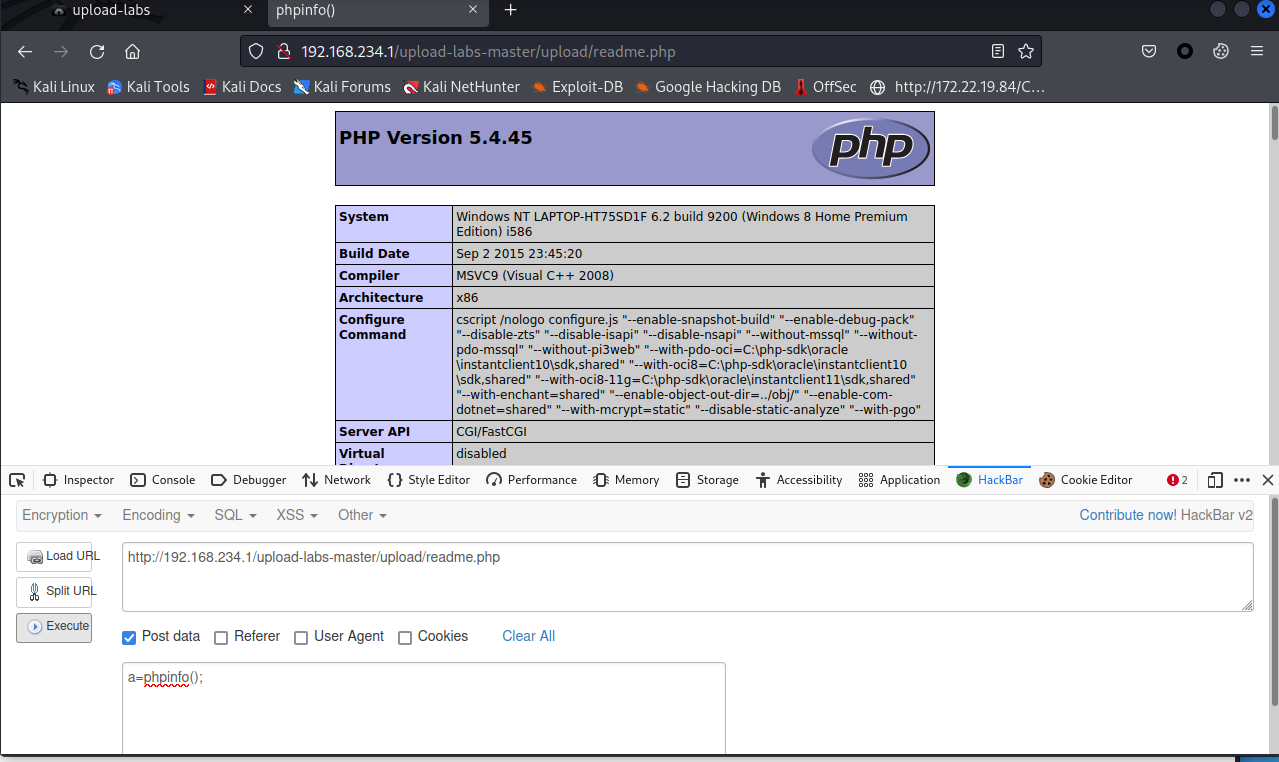 upload-labs
phpinfo()
192.168.234.1/upload-labs-master/upload/readme.php
Kali Linux Kali Tools Kali Docs Kali Forums Kali NetHunter Exploit-DB Google Hacking DB OffSec http://172.22.19.84/C…
PHP Version 5.4.45
php
System Windows NT LAPTOP-HT75SD1F 6.2 build 9200 (Windows 8 Home Premium
Edition) i586
Build Date Sep 2 2015 23:45:20
Compiler MSVC9 (Visual C++ 2008)
Architecture x86
Configure cscript /nologo configure.js "--enable-snapshot-build" "--enable-debug-pack"
Command "--disable-zts" "--disable-isapi" "--disable-nsapi" "--without-mssql" "--without-
pdo-mssql" "--without-pi3web" "--with-pdo-oci=C:\php-sdk\oracle
\instantclient10\sdk,shared" "--with-oci8=C:\php-sdk\oracle\instantclient10
\sdk,shared" "--with-oci8-11g=C:\php-sdk\oracle\instantclient11\sdk,shared"
"--with-enchant=shared" "--enable-object-out-dir=../obj/" "--enable-com-
dotnet=shared" "--with-mcrypt=static" "--disable-static-analyze" "--with-pgo"
Server API CGI/FastCGI
Virtual disabled
Inspector Console Debugger Network Style Editor Performance Memory Storage Accessibility Application HackBar Cookie Editor 2
Encryption Encoding SQL XSS Other Contribute now! HackBar v2
Load URL
http://192.168.234.1/upload-labs-master/upload/readme.php
Split URL
Execute
Post data Referer User Agent Cookies Clear All
a=phpinfo();